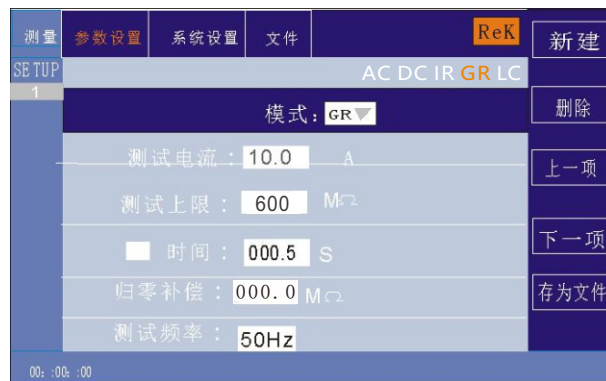 测量 参数设置 系统设置 文件 ReK 新建
SETUP AC DC IR GR LC
1
模式：GR 删除
测试电流： 10.0 A 上一项
测试上限： 600 MΩ
时间： 000.5 S 下一项
归零补偿： 000.0 MΩ 存为文件
测试频率： 50Hz
00: :00: :00